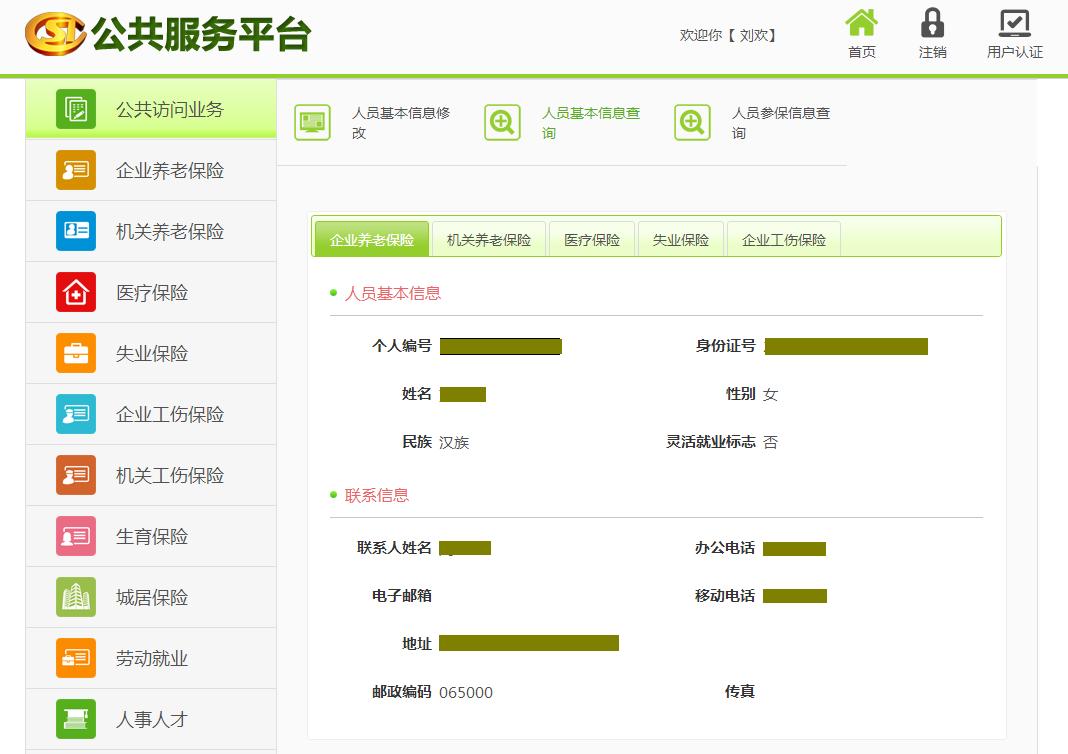 公共服务平台
欢迎你【 刘欢】
首页
注销
用户认证
公共访问业务
企业养老保险
机关养老保险
医疗保险
失业保险
企业工伤保险
机关工伤保险
生育保险
城居保险
劳动就业
人事人才
人员基本信息修
改
人员基本信息查
询
人员参保信息查
询
企业养老保险
机关养老保险
医疗保险
失业保险
企业工伤保险
人员基本信息
个人编号
身份证号
姓名
性别 女
民族 汉族
灵活就业标志 否
联系信息
联系人姓名
办公电话
电子邮箱
移动电话
地址
邮政编码 065000
传真